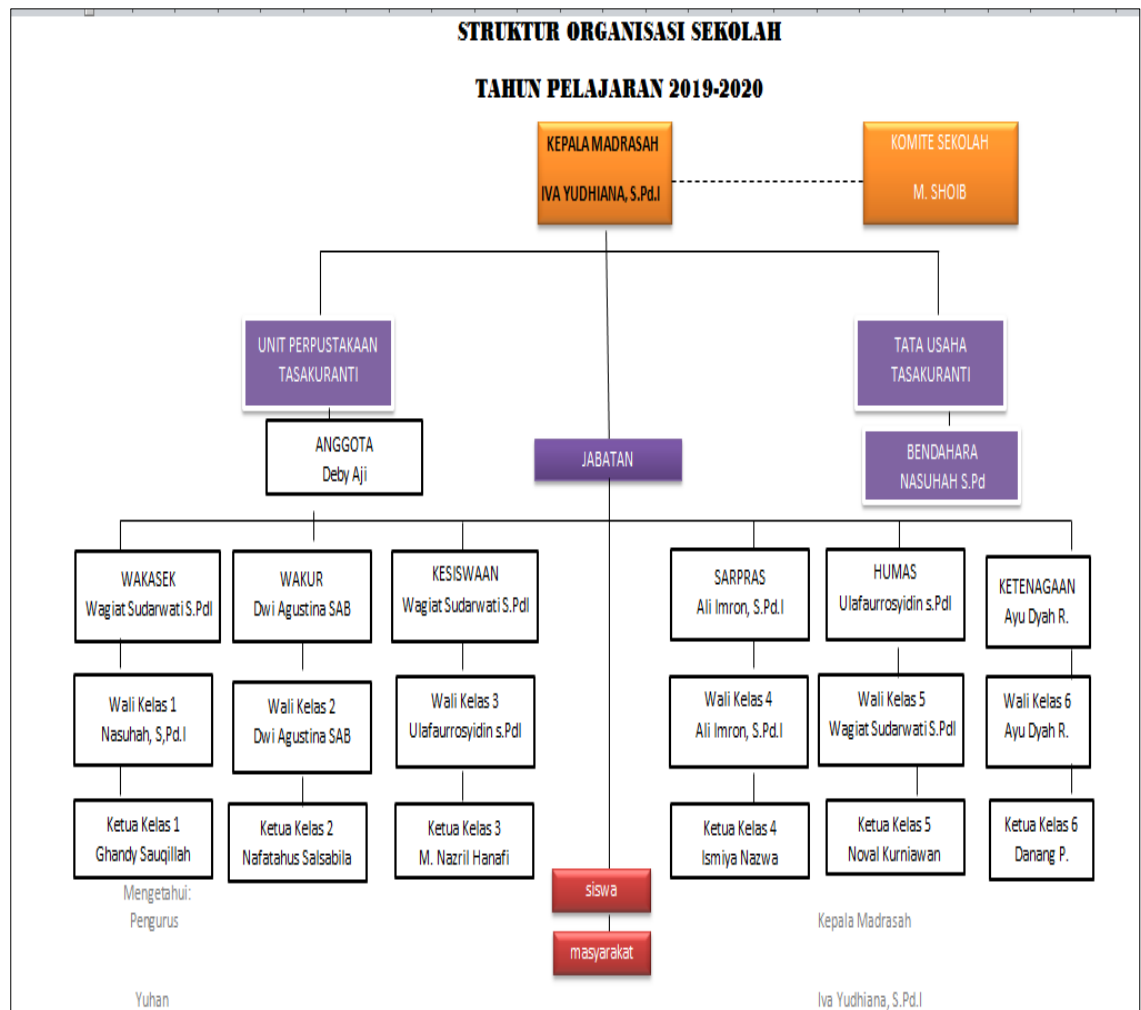 STRUKTUR ORGANISASI SEKOLAH
TAHUN PELAJARAN 2019-2020
KEPALA MADRASAH
IVA YUDHIANA, S.Pd.I
KOMITE SEKOLAH
M. SHOIB
UNIT PERPUSTAKAAN
TASAKURANTI
TATA USAHA
TASAKURANTI
ANGGOTA
Deby Aji
JABATAN
BENDAHARA
NASUHAH S.Pd
WAKASEK
Wagiat Sudarwati S.PdI
WAKUR
Dwi Agustina SAB
KESISWAAN
Wagiat Sudarwati S.PdI
SARPRAS
Ali Imron, S.Pd.I
HUMAS
Ulafaurrosyidin s.PdI
KETENAGAAN
Ayu Dyah R.
Wali Kelas 1
Nasuhah, S,Pd.I
Wali Kelas 2
Dwi Agustina SAB
Wali Kelas 3
Ulafaurrosyidin s.PdI
Wali Kelas 4
Ali Imron, S.Pd.I
Wali Kelas 5
Wagiat Sudarwati S.PdI
Wali Kelas 6
Ayu Dyah R.
Ketua Kelas 1
Ghandy Sauqillah
Ketua Kelas 2
Nafatahus Salsabila
Ketua Kelas 3
M. Nazril Hanafi
Ketua Kelas 4
Ismiya Nazwa
Ketua Kelas 5
Noval Kurniawan
Ketua Kelas 6
Danang P.
siswa
masyarakat
Mengetahui:
Pengurus
Kepala Madrasah
Yuhan
Iva Yudhiana, S.Pd.I